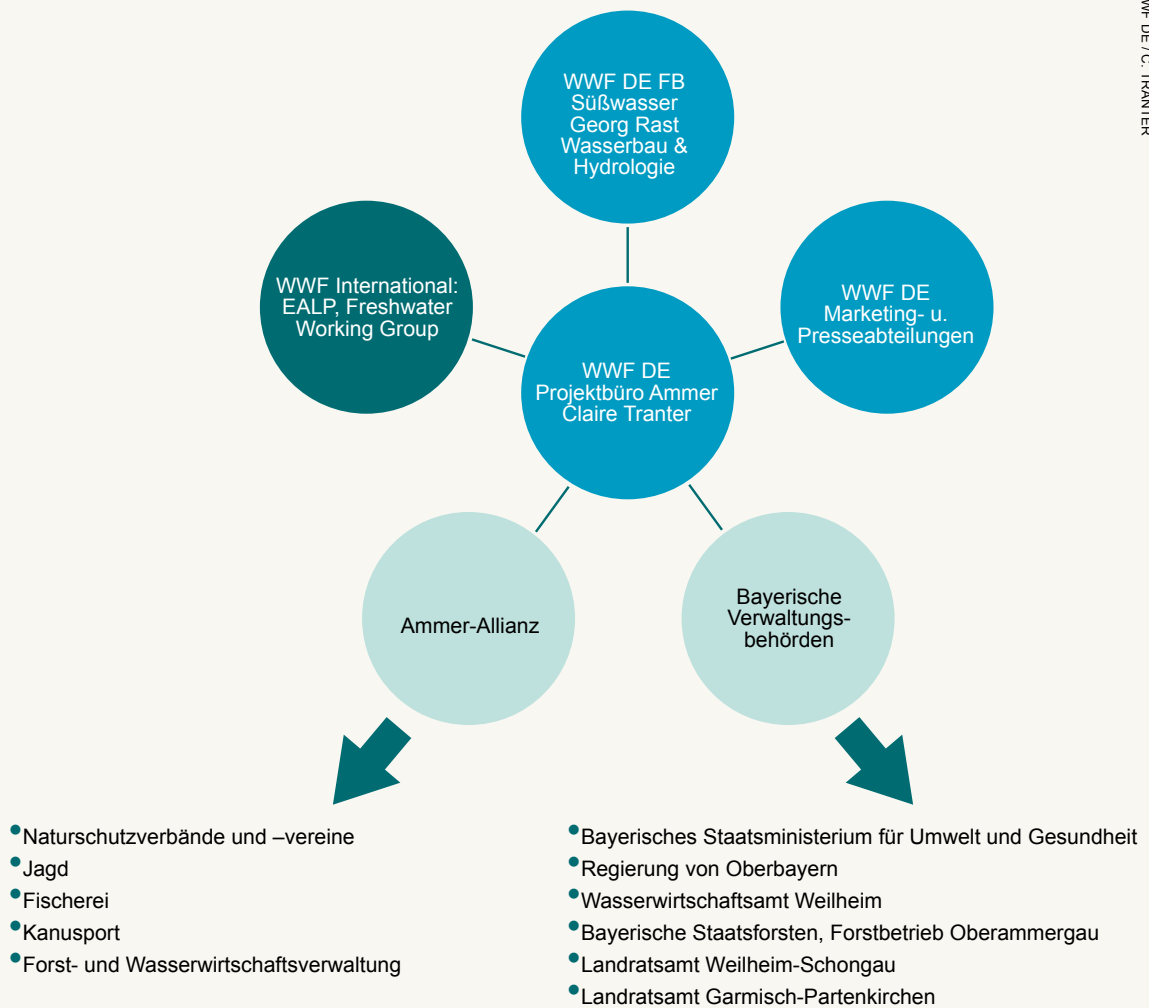 WWF DE / C. TRANTER
WWF DE FB
Süßwasser
Georg Rast
Wasserbau &
Hydrologie
WWF International:
EALP, Freshwater
Working Group
WWF DE
Marketing- u.
Presseabteilungen
WWF DE
Projektbüro Ammer
Claire Tranter
Ammer-Allianz
Bayerische
Verwaltungs-
behörden
•Naturschutzverbände und –vereine
•Jagd
•Fischerei
•Kanusport
•Forst- und Wasserwirtschaftsverwaltung
•Bayerisches Staatsministerium für Umwelt und Gesundheit
•Regierung von Oberbayern
•Wasserwirtschaftsamt Weilheim
•Bayerische Staatsforsten, Forstbetrieb Oberammergau
•Landratsamt Weilheim-Schongau
•Landratsamt Garmisch-Partenkirchen